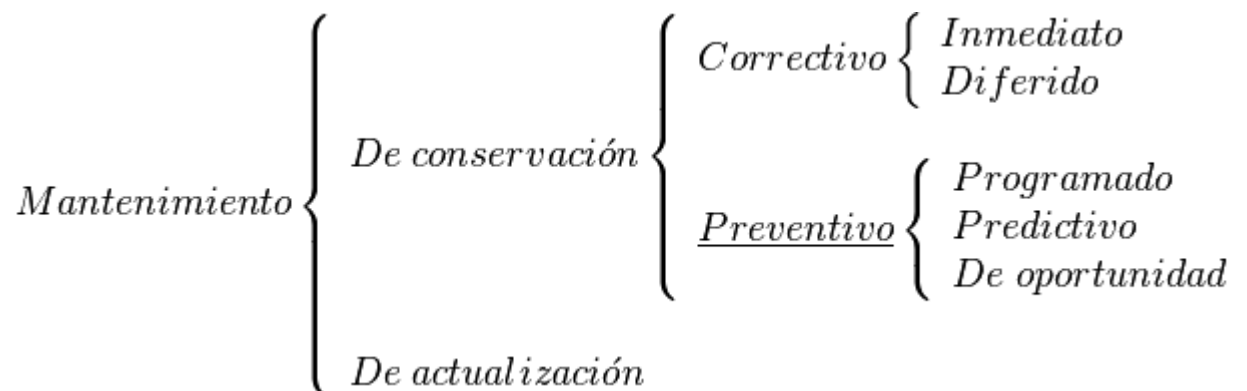 Mantenimiento
De conservación
Correctivo
Inmediato
Diferido
Preventivo
Programado
Predictivo
De oportunidad
De actualización